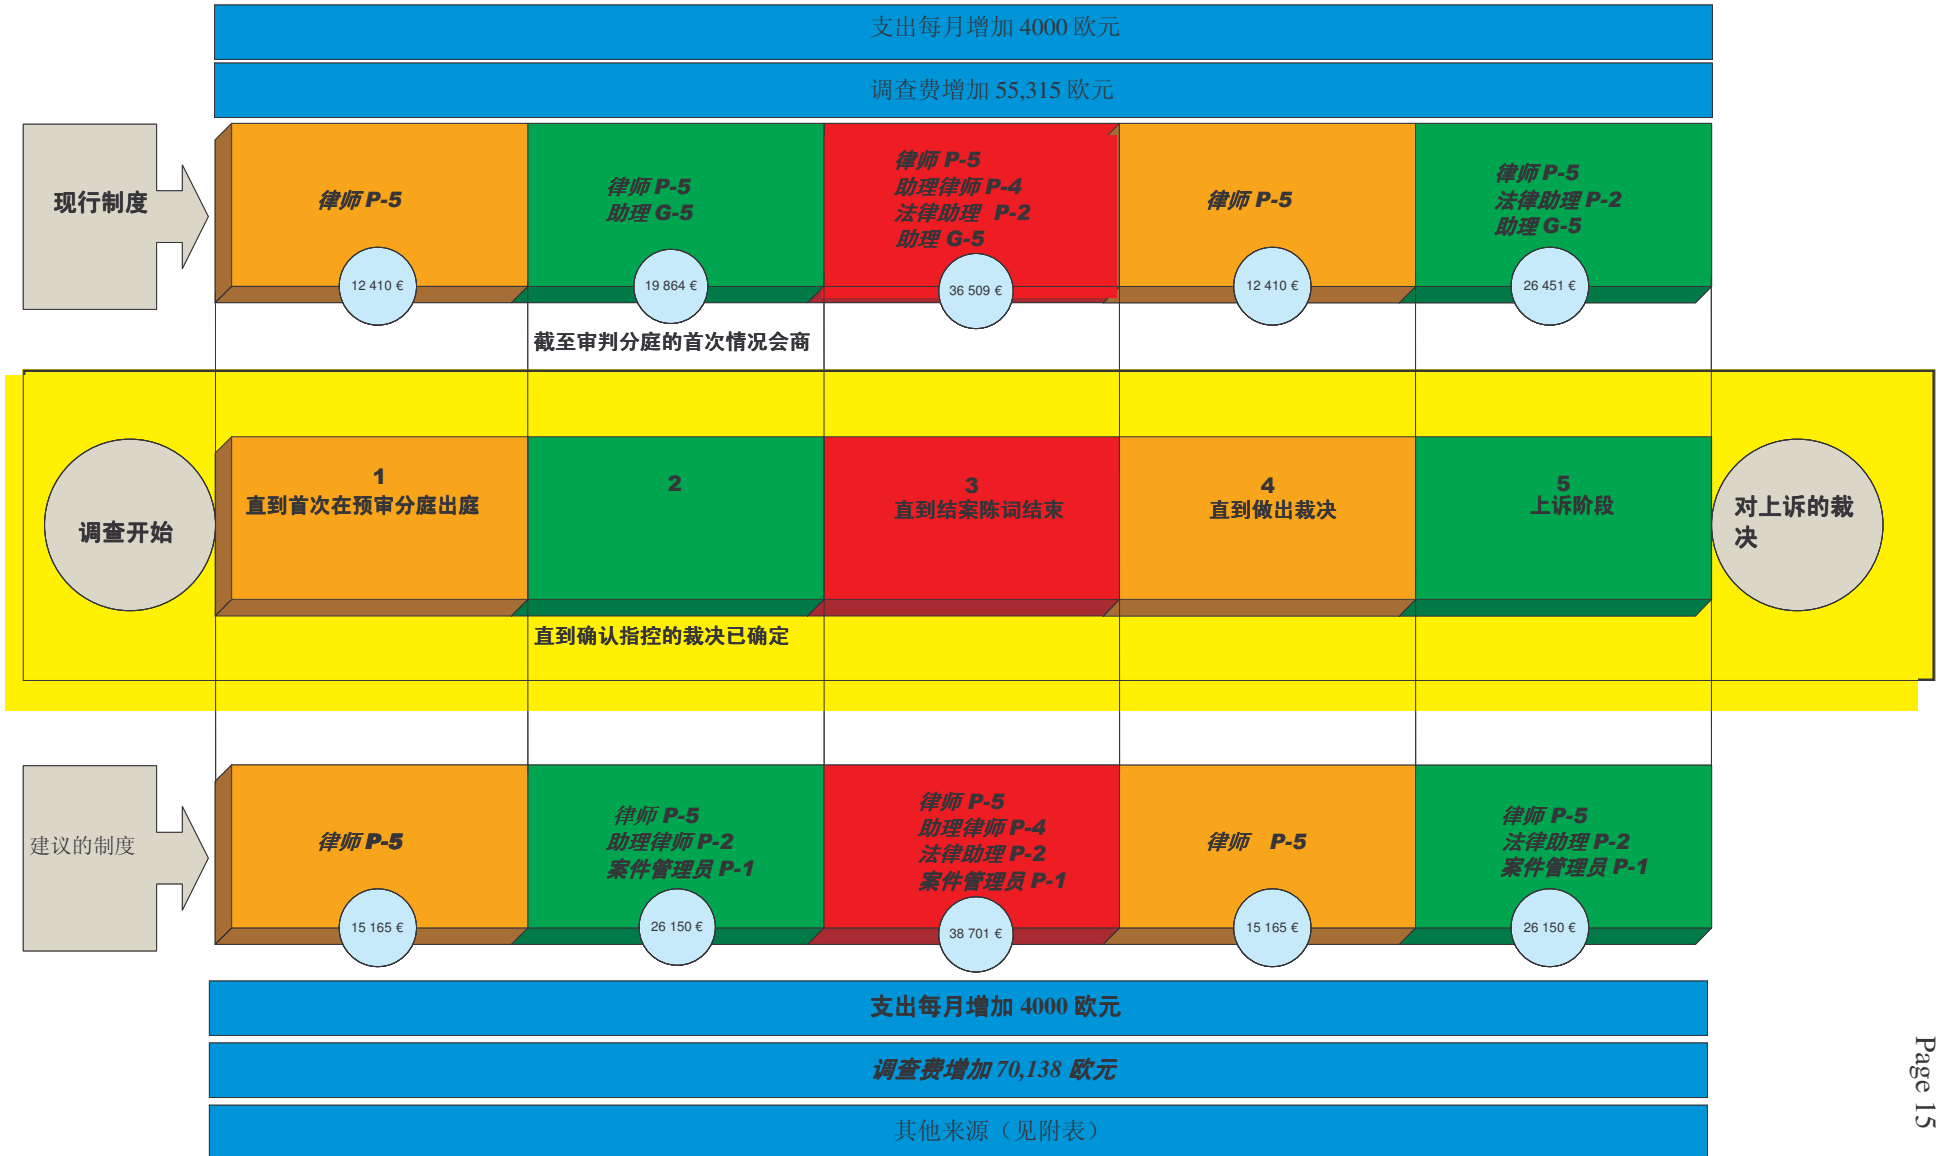 支出每月增加 4000 欧元
调查费增加 55,315 欧元
现行制度
律师 P-5
12 410 €
律师 P-5
助理 G-5
19 864 €
律师 P-5
助理律师 P-4
法律助理 P-2
助理 G-5
36 509 €
律师 P-5
12 410 €
律师 P-5
法律助理 P-2
助理 G-5
26 451 €
截至审判分庭的首次情况会商
调查开始
1
直到首次在预审分庭出庭
2
3
直到结案陈词结束
4
直到做出裁决
5
上诉阶段
对上诉的裁
决
直到确认指控的裁决已确定
建议的制度
律师 P-5
15 165 €
律师 P-5
助理律师 P-2
案件管理员 P-1
26 150 €
律师 P-5
助理律师 P-4
法律助理 P-2
案件管理员 P-1
38 701 €
律师 P-5
15 165 €
律师 P-5
法律助理 P-2
案件管理员 P-1
26 150 €
支出每月增加 4000 欧元
调查费增加 70,138 欧元
其他来源（见附表）
Page 15